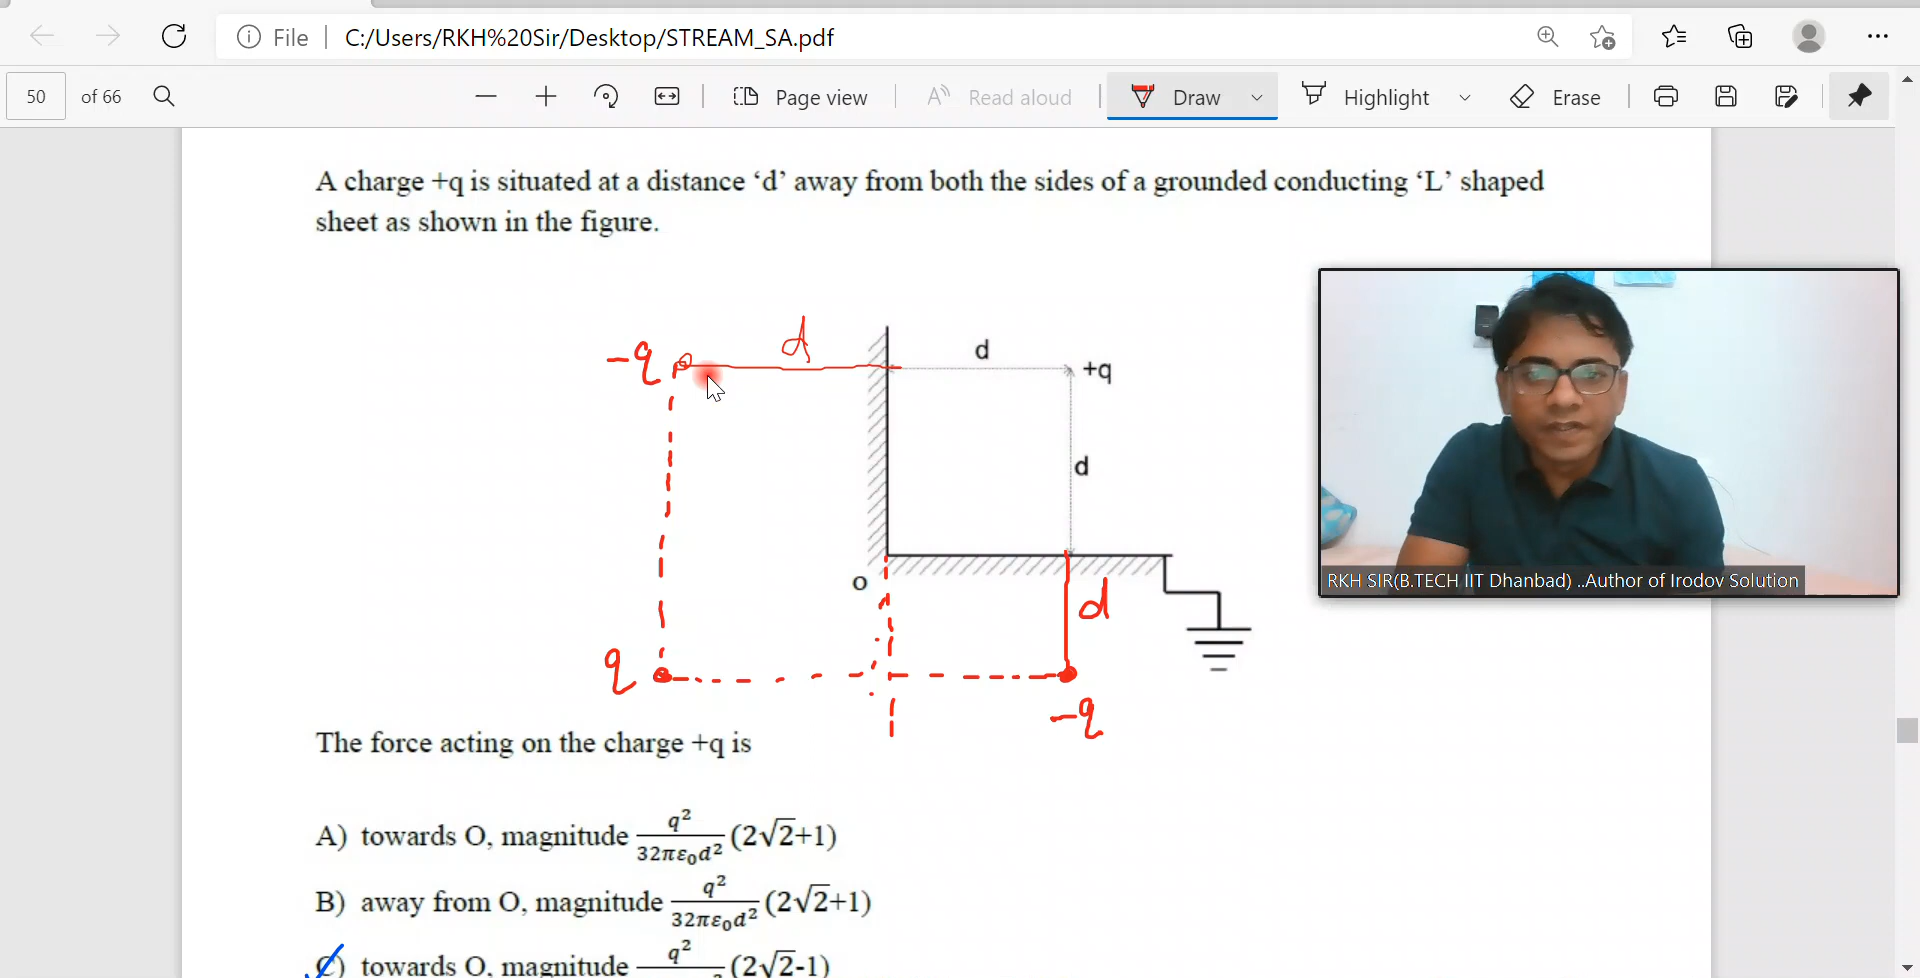 File | C:/Users/RKH%20Sir/Desktop/STREAM_SA.pdf
50 of 66 Page view Read aloud Draw Highlight Erase
A charge +q is situated at a distance ‘d’ away from both the sides of a grounded conducting ‘L’ shaped
sheet as shown in the figure.
-q d d +q
d
o
d
q -q
RKH SIR(B.TECH IIT Dhanbad) ..Author of Irodov Solution
The force acting on the charge +q is
A) towards O, magnitude q²/32πε₀d² (2√2+1)
B) away from O, magnitude q²/32πε₀d² (2√2+1)
C) towards O, magnitude q² (2√2-1)